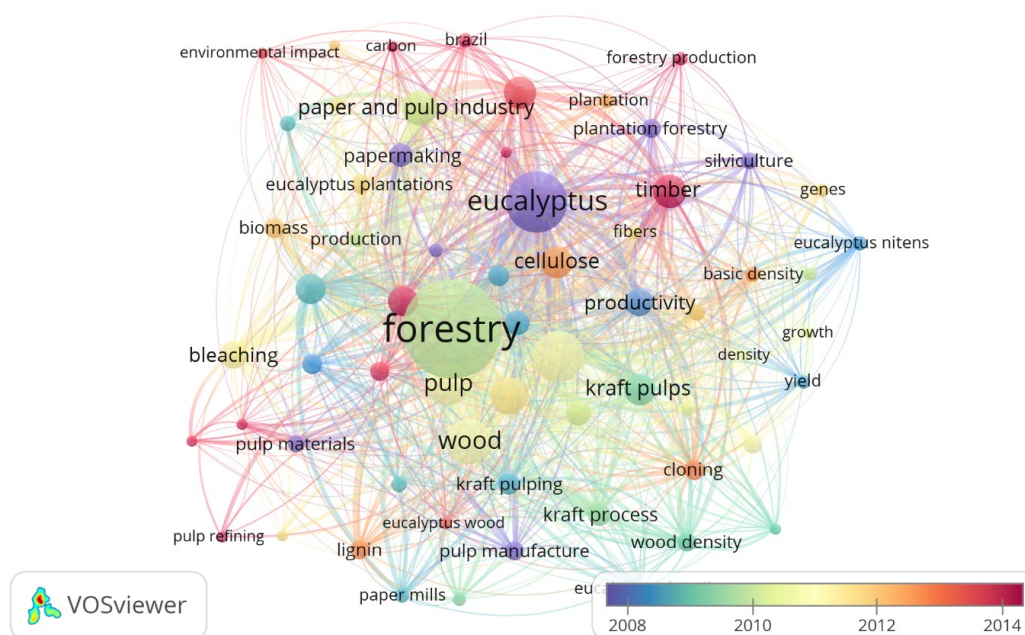 environmental impact
carbon
brazil
forestry production
paper and pulp industry
plantation
plantation forestry
papermaking
silviculture
eucalyptus plantations
eucalyptus
timber
genes
biomass
production
fibers
eucalyptus nitens
cellulose
basic density
productivity
forestry
growth
bleaching
density
pulp
kraft pulps
yield
wood
pulp materials
cloning
kraft pulping
eucalyptus wood
kraft process
pulp refining
lignin
pulp manufacture
wood density
paper mills
VOSviewer
2008
2010
2012
2014